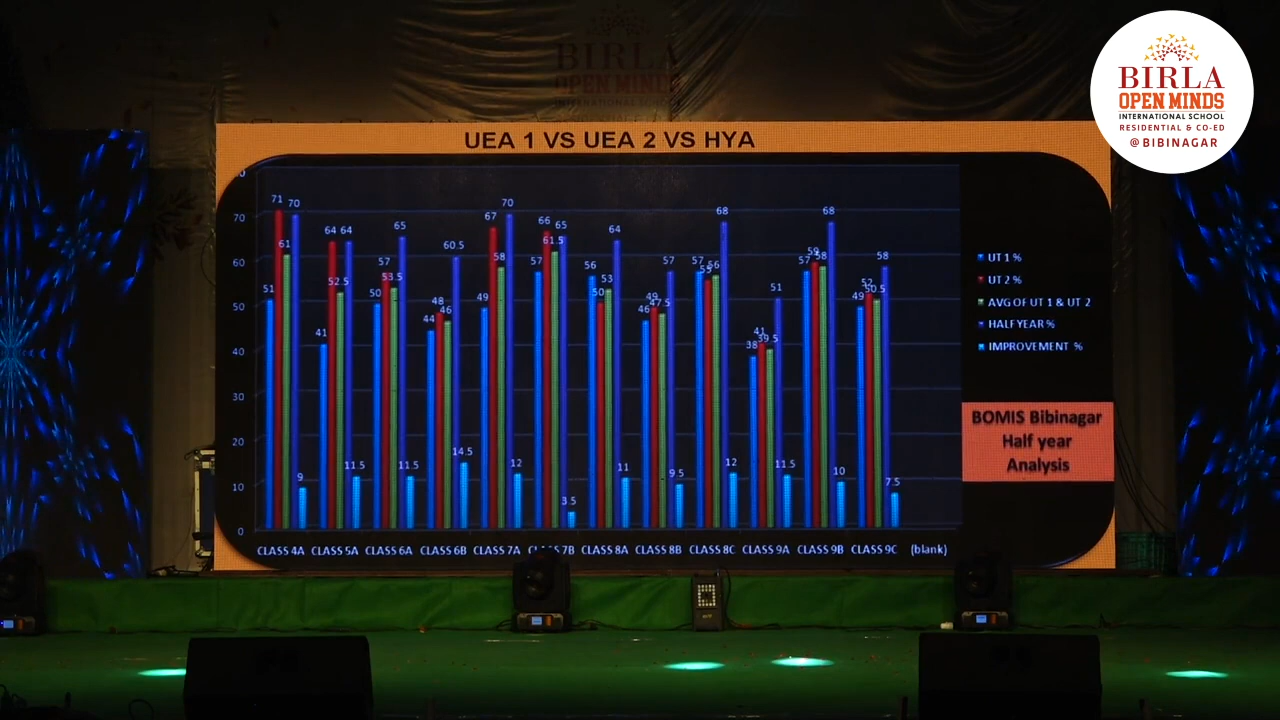 BIRLA
OPEN MINDS
INTERNATIONAL SCHOOL
BIRLA
OPEN MINDS
INTERNATIONAL SCHOOL
RESIDENTIAL & CO-ED
@BIBINAGAR
UEA 1 VS UEA 2 VS HYA
70
60
50
40
30
20
10
0
51 71 61 70 9
41 64 52.5 64 11.5
50 57 53.5 65 11.5
44 48 46 60.5 14.5
49 67 58 70 12
57 66 61.5 65 3.5
56 50 53 64 11
46 49 47.5 57 9.5
57 55 56 68 12
38 41 39.5 51 11.5
57 59 58 68 10
49 52 50.5 58 7.5
CLASS 4A CLASS 5A CLASS 6A CLASS 6B CLASS 7A CLASS 7B CLASS 8A CLASS 8B CLASS 8C CLASS 9A CLASS 9B CLASS 9C (blank)
UT 1 %
UT 2 %
AVG OF UT 1 & UT 2
HALF YEAR %
IMPROVEMENT %
BOMIS Bibinagar
Half year
Analysis